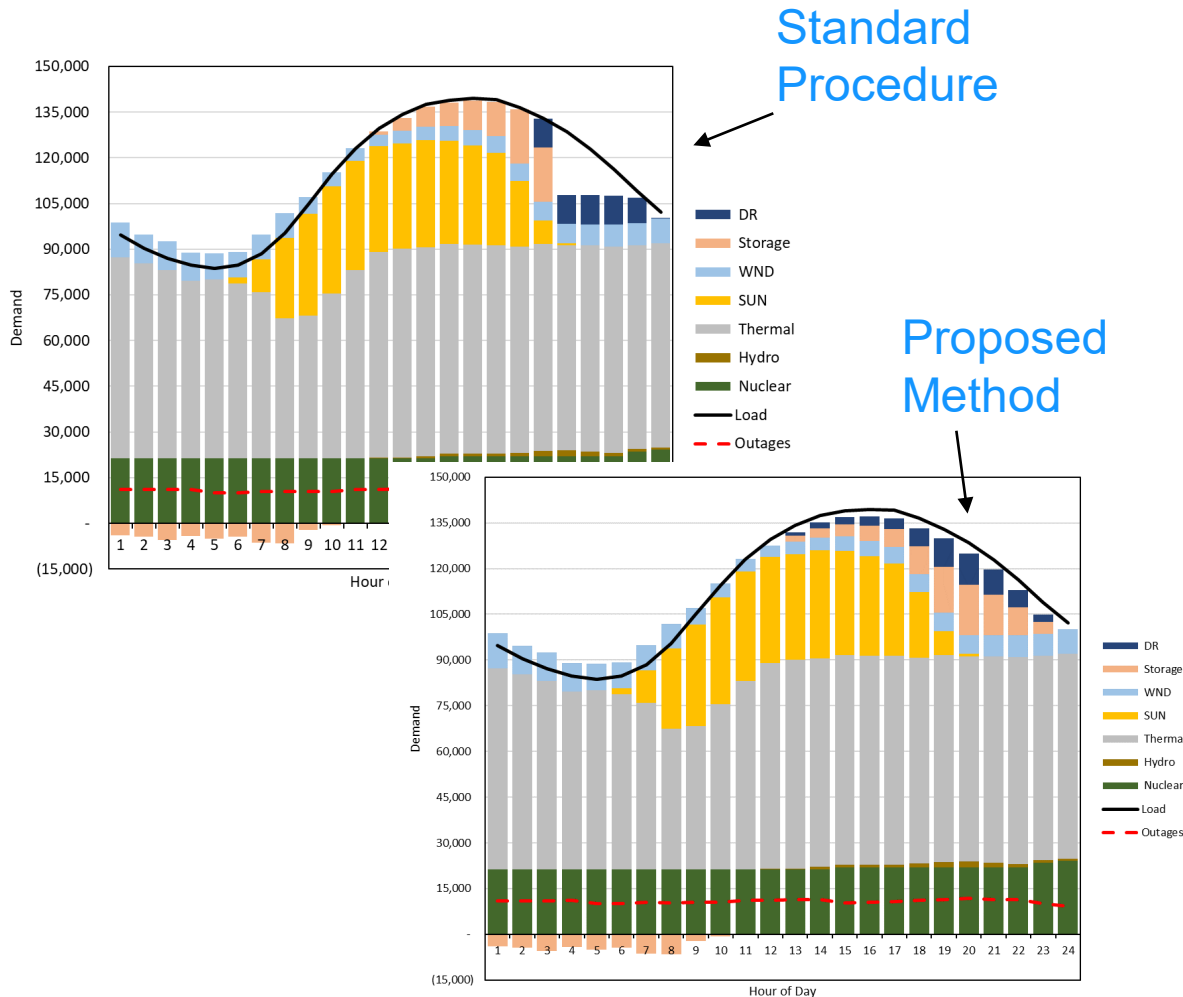 Standard
Procedure
150,000
135,000
120,000
105,000
90,000
75,000
60,000
45,000
30,000
15,000
-
(15,000)
Demand
1 2 3 4 5 6 7 8 9 10 11 12
Hour
DR
Storage
WND
SUN
Thermal
Hydro
Nuclear
Load
Outages
Proposed
Method
150,000
135,000
120,000
105,000
90,000
75,000
60,000
45,000
30,000
15,000
-
(15,000)
Demand
1 2 3 4 5 6 7 8 9 10 11 12 13 14 15 16 17 18 19 20 21 22 23 24
Hour of Day
DR
Storage
WND
SUN
Therma
Hydro
Nuclear
Load
Outages